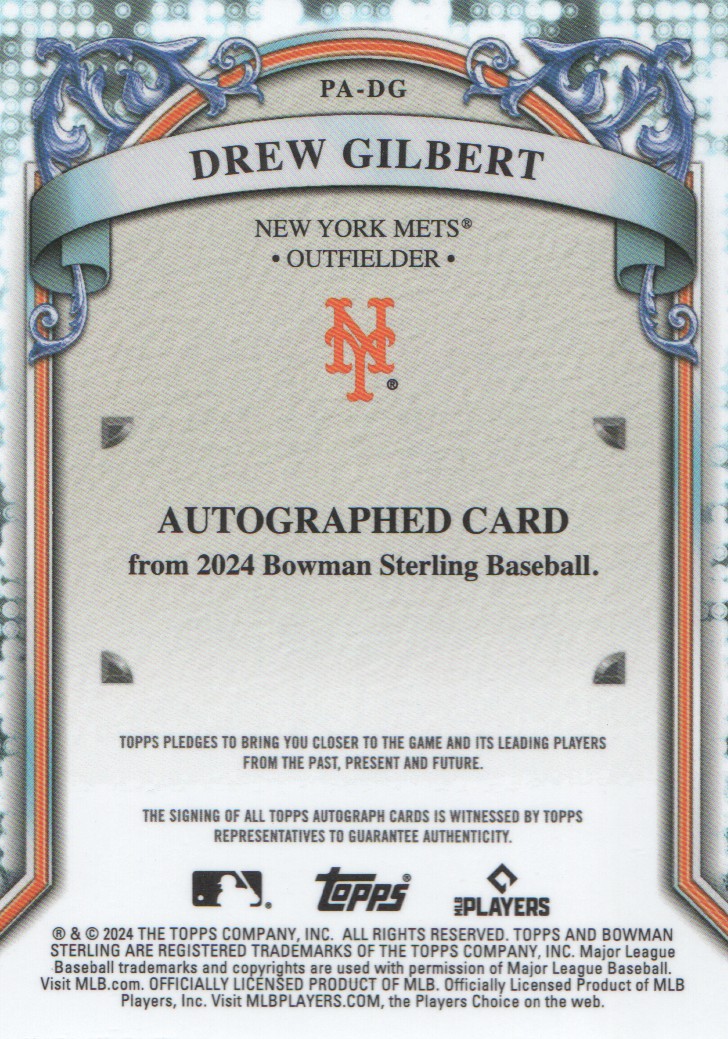 PA-DG
DREW GILBERT
NEW YORK METS®
• OUTFIELDER •
NY®
AUTOGRAPHED CARD
from 2024 Bowman Sterling Baseball.
TOPPS PLEDGES TO BRING YOU CLOSER TO THE GAME AND ITS LEADING PLAYERS
FROM THE PAST, PRESENT AND FUTURE.
THE SIGNING OF ALL TOPPS AUTOGRAPH CARDS IS WITNESSED BY TOPPS
REPRESENTATIVES TO GUARANTEE AUTHENTICITY.
Topps® MLB PLAYERS
® & © 2024 THE TOPPS COMPANY, INC. ALL RIGHTS RESERVED. TOPPS AND BOWMAN
STERLING ARE REGISTERED TRADEMARKS OF THE TOPPS COMPANY, INC. Major League
Baseball trademarks and copyrights are used with permission of Major League Baseball.
Visit MLB.com. OFFICIALLY LICENSED PRODUCT OF MLB. Officially Licensed Product of MLB
Players, Inc. Visit MLBPLAYERS.COM, the Players Choice on the web.